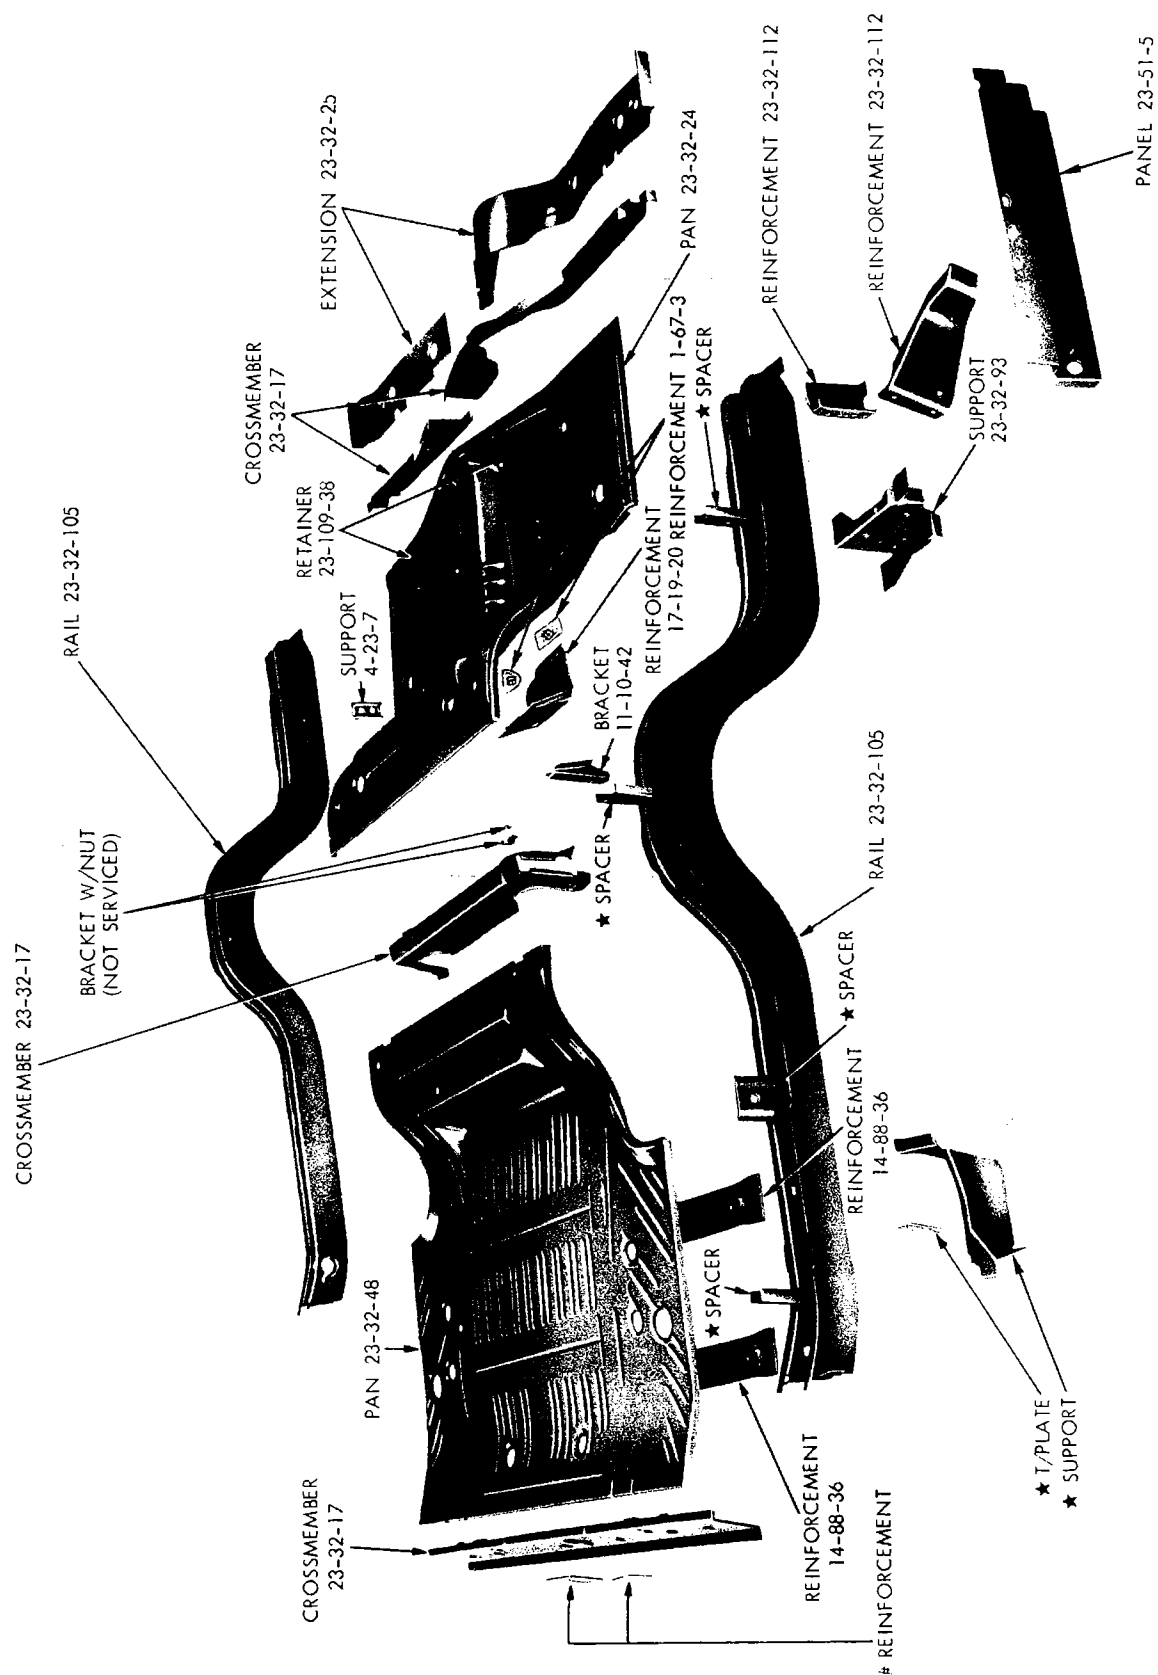 CROSSMEMBER 23-32-17
RAIL 23-32-105
BRACKET W/NUT
(NOT SERVICED)
CROSSMEMBER
23-32-17
CROSSMEMBER
23-32-17
RETAINER
23-109-38
EXTENSION 23-32-25
SUPPORT
4-23-7
PAN 23-32-48
★ SPACER
BRACKET
11-10-42
REINFORCEMENT
17-19-20
REINFORCEMENT 1-67-3
PAN 23-32-24
★ SPACER
★ SPACER
REINFORCEMENT 23-32-112
REINFORCEMENT
14-88-36
★ SPACER
REINFORCEMENT
14-88-36
RAIL 23-32-105
REINFORCEMENT 23-32-112
# REINFORCEMENT
SUPPORT
23-32-93
★ T/PLATE
★ SUPPORT
PANEL 23-51-5